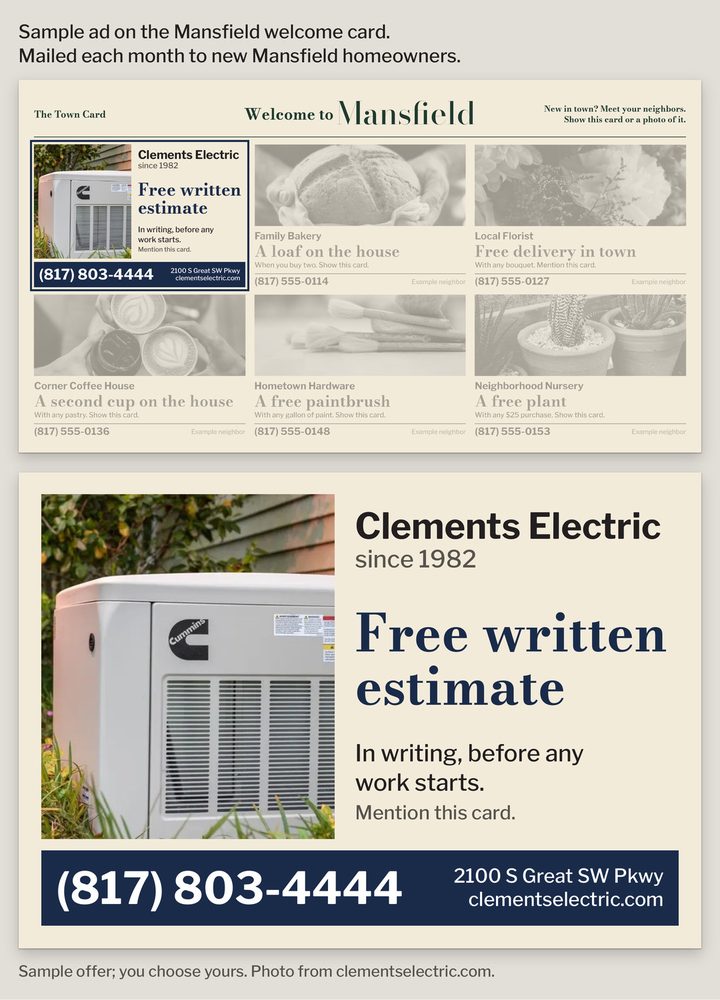 Sample ad on the Mansfield welcome card.
Mailed each month to new Mansfield homeowners.
The Town Card
Welcome to Mansfield
New in town? Meet your neighbors.
Show this card or a photo of it.
Clements Electric
since 1982
Free written
estimate
In writing, before any
work starts.
Mention this card.
(817) 803-4444
2100 S Great SW Pkwy
clementselectric.com
Family Bakery
A loaf on the house
When you buy two. Show this card.
(817) 555-0114
Example neighbor
Local Florist
Free delivery in town
With any bouquet. Mention this card.
(817) 555-0127
Example neighbor
Corner Coffee House
A second cup on the house
With any pastry. Show this card.
(817) 555-0136
Example neighbor
Hometown Hardware
A free paintbrush
With any gallon of paint. Show this card.
(817) 555-0148
Example neighbor
Neighborhood Nursery
A free plant
With any $25 purchase. Show this card.
(817) 555-0153
Example neighbor
Cummins
Clements Electric
since 1982
Free written
estimate
In writing, before any
work starts.
Mention this card.
(817) 803-4444
2100 S Great SW Pkwy
clementselectric.com
Sample offer; you choose yours. Photo from clementselectric.com.